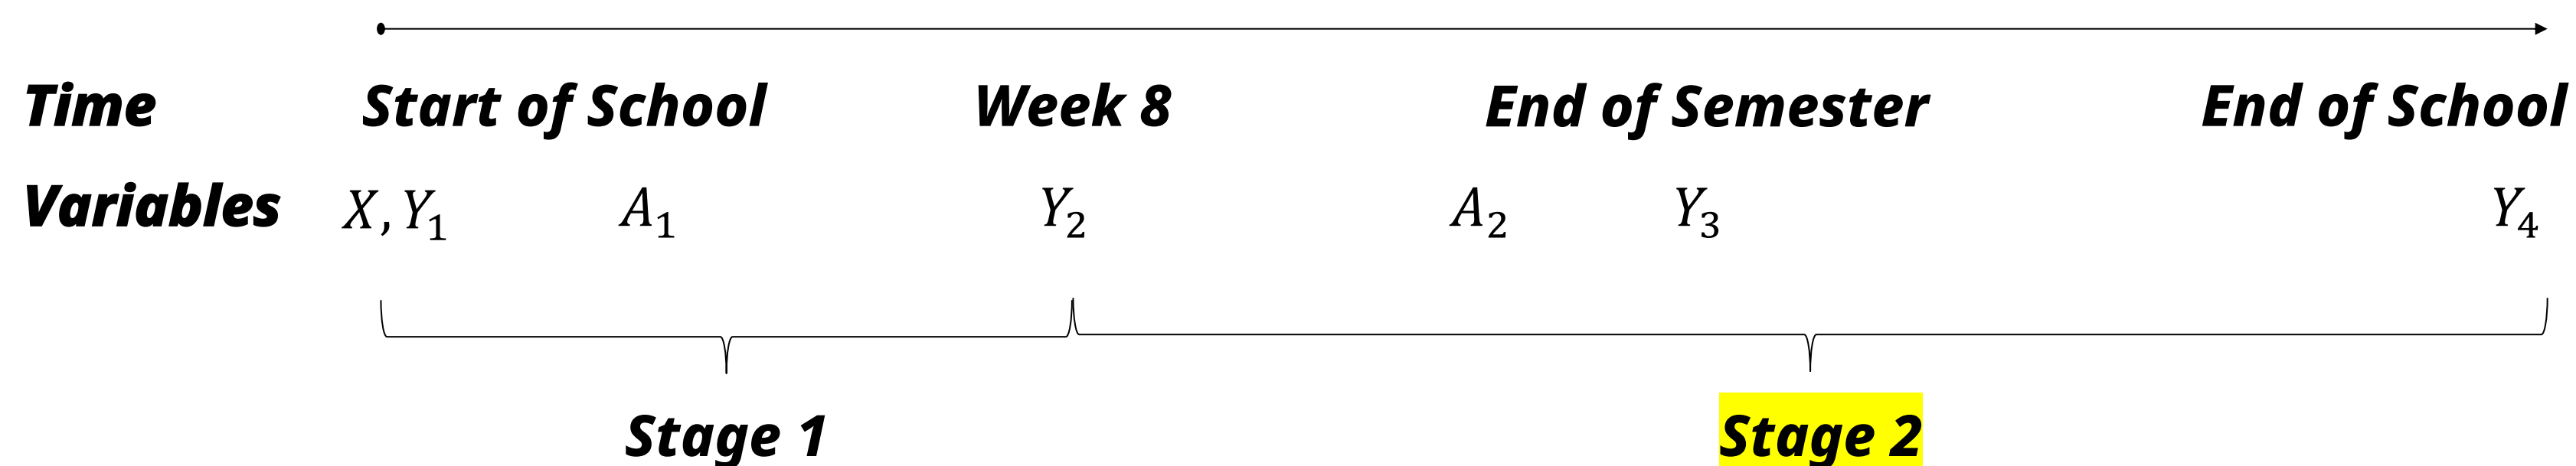 Time Start of School Week 8 End of Semester End of School
Variables X, Y₁ A₁ Y₂ A₂ Y₃ Y₄
Stage 1 Stage 2